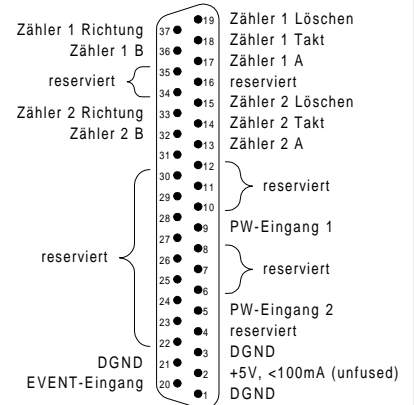 19 Zähler 1 Löschen
Zähler 1 Richtung 37
18 Zähler 1 Takt
Zähler 1 B 36
17 Zähler 1 A
35
reserviert
16 reserviert
34
15 Zähler 2 Löschen
Zähler 2 Richtung 33
14 Zähler 2 Takt
Zähler 2 B 32
13 Zähler 2 A
31
12
30
11 reserviert
29
10
28
9 PW-Eingang 1
27
8
reserviert
26
7 reserviert
25
6
24
5 PW-Eingang 2
23
4 reserviert
22
3 DGND
DGND 21
2 +5V, <100mA (unfused)
EVENT-Eingang 20
1 DGND